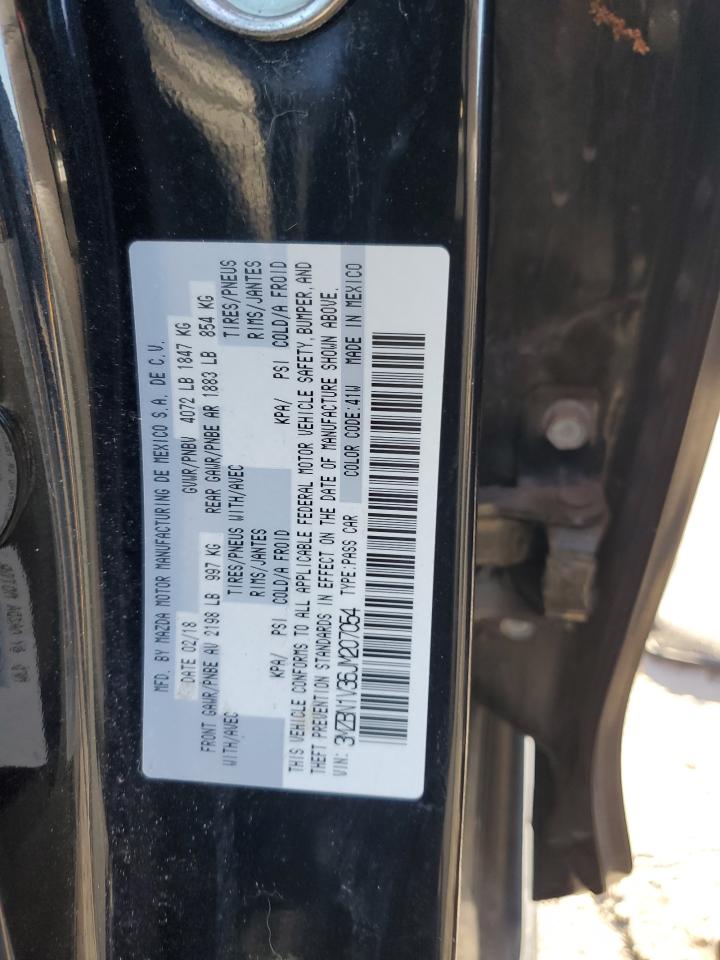 MFD. BY MAZDA MOTOR MANUFACTURING DE MEXICO S.A. DE C.V.
DATE 02/18 GVWR/PNBV 4072 LB 1847 KG
FRONT GAWR/PNBE AV 2198 LB 997 KG REAR GAWR/PNBE AR 1883 LB 854 KG
WITH/AVEC TIRES/PNEUS WITH/AVEC TIRES/PNEUS
RIMS/JANTES RIMS/JANTES
KPA/ PSI COLD/A FROID KPA/ PSI COLD/A FROID
THIS VEHICLE CONFORMS TO ALL APPLICABLE FEDERAL MOTOR VEHICLE SAFETY, BUMPER, AND
THEFT PREVENTION STANDARDS IN EFFECT ON THE DATE OF MANUFACTURE SHOWN ABOVE.
VIN: 3MZBN1V36JM207054 TYPE:PASS CAR COLOR CODE:41W MADE IN MEXICO